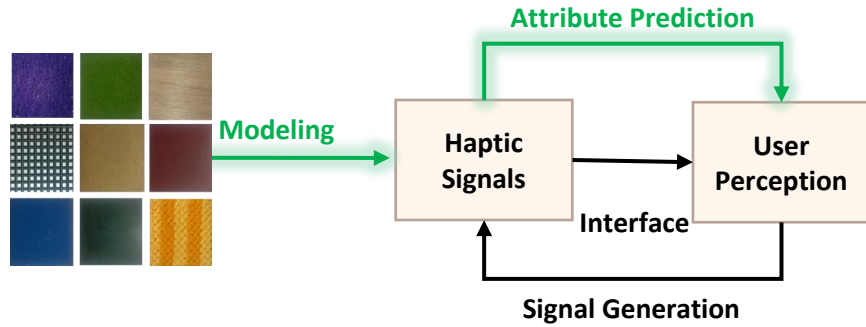 Attribute Prediction
Modeling
Haptic
Signals
User
Perception
Interface
Signal Generation